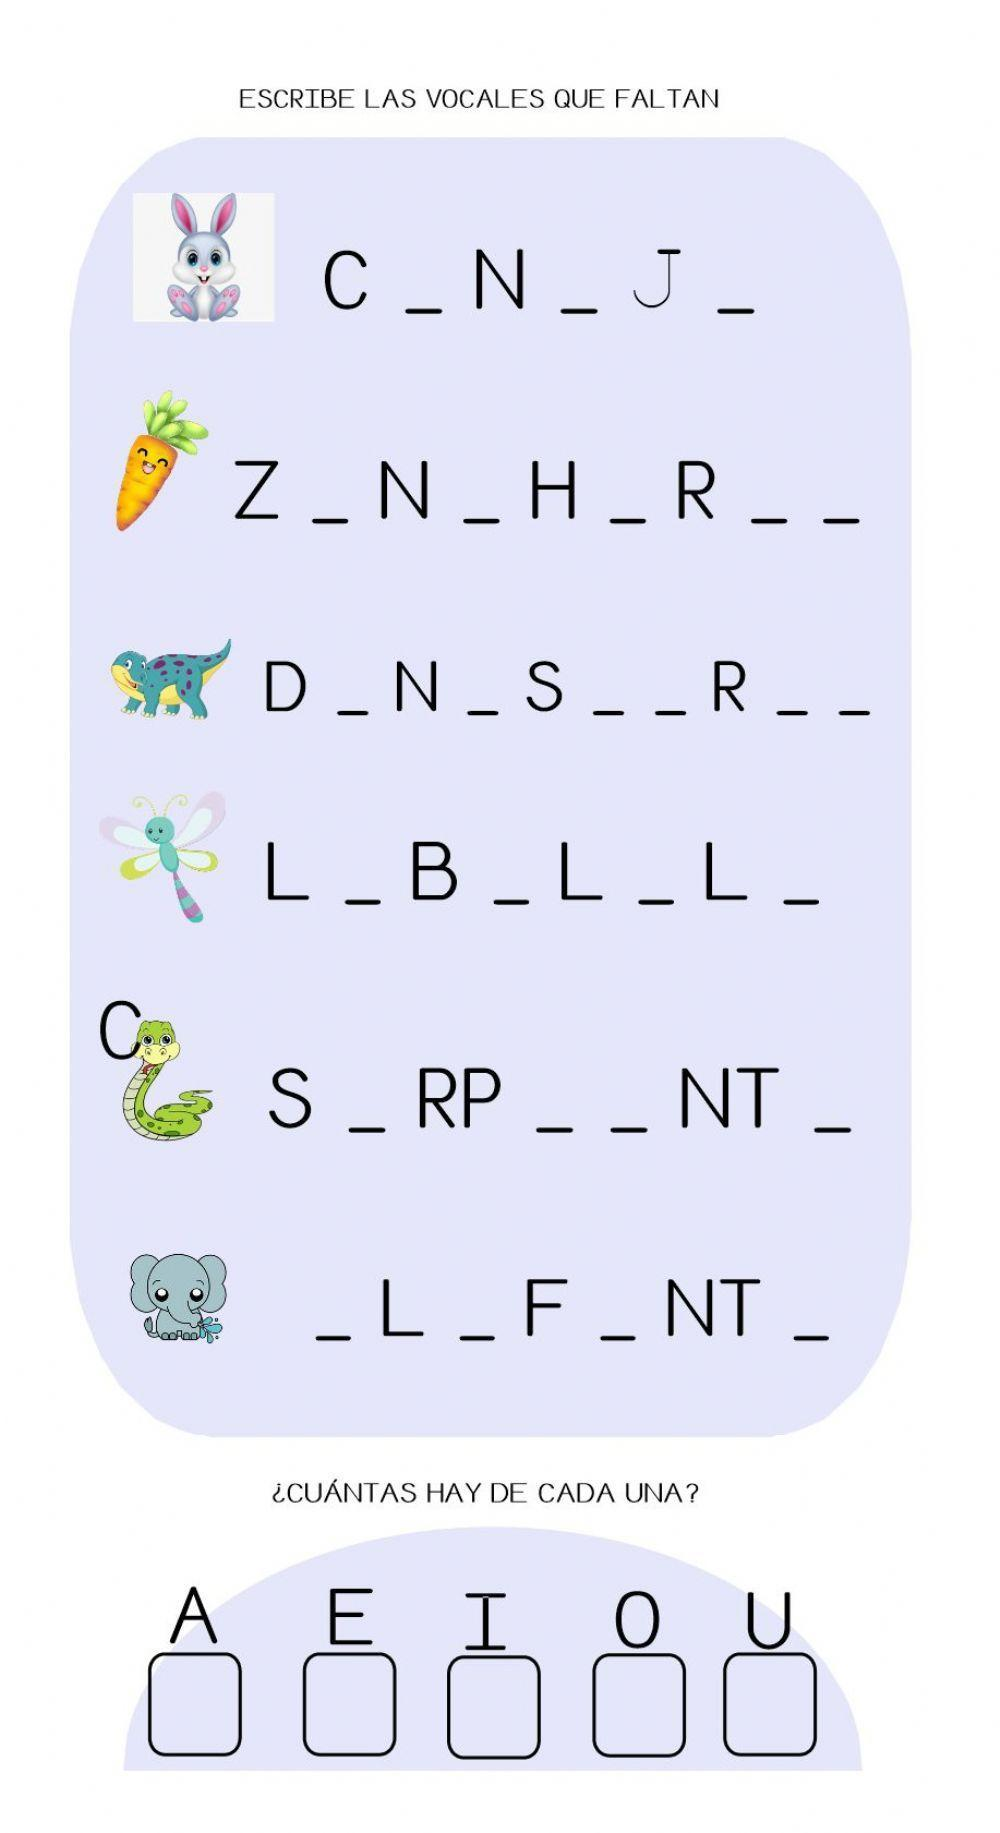 ESCRIBE LAS VOCALES QUE FALTAN
C _ N _ J _
Z _ N _ H _ R _ _
D _ N _ S _ _ R _ _
L _ B _ L _ L _
C
S _ RP _ _ NT _
_ L _ F _ NT _
¿CUÁNTAS HAY DE CADA UNA?
A E I O U